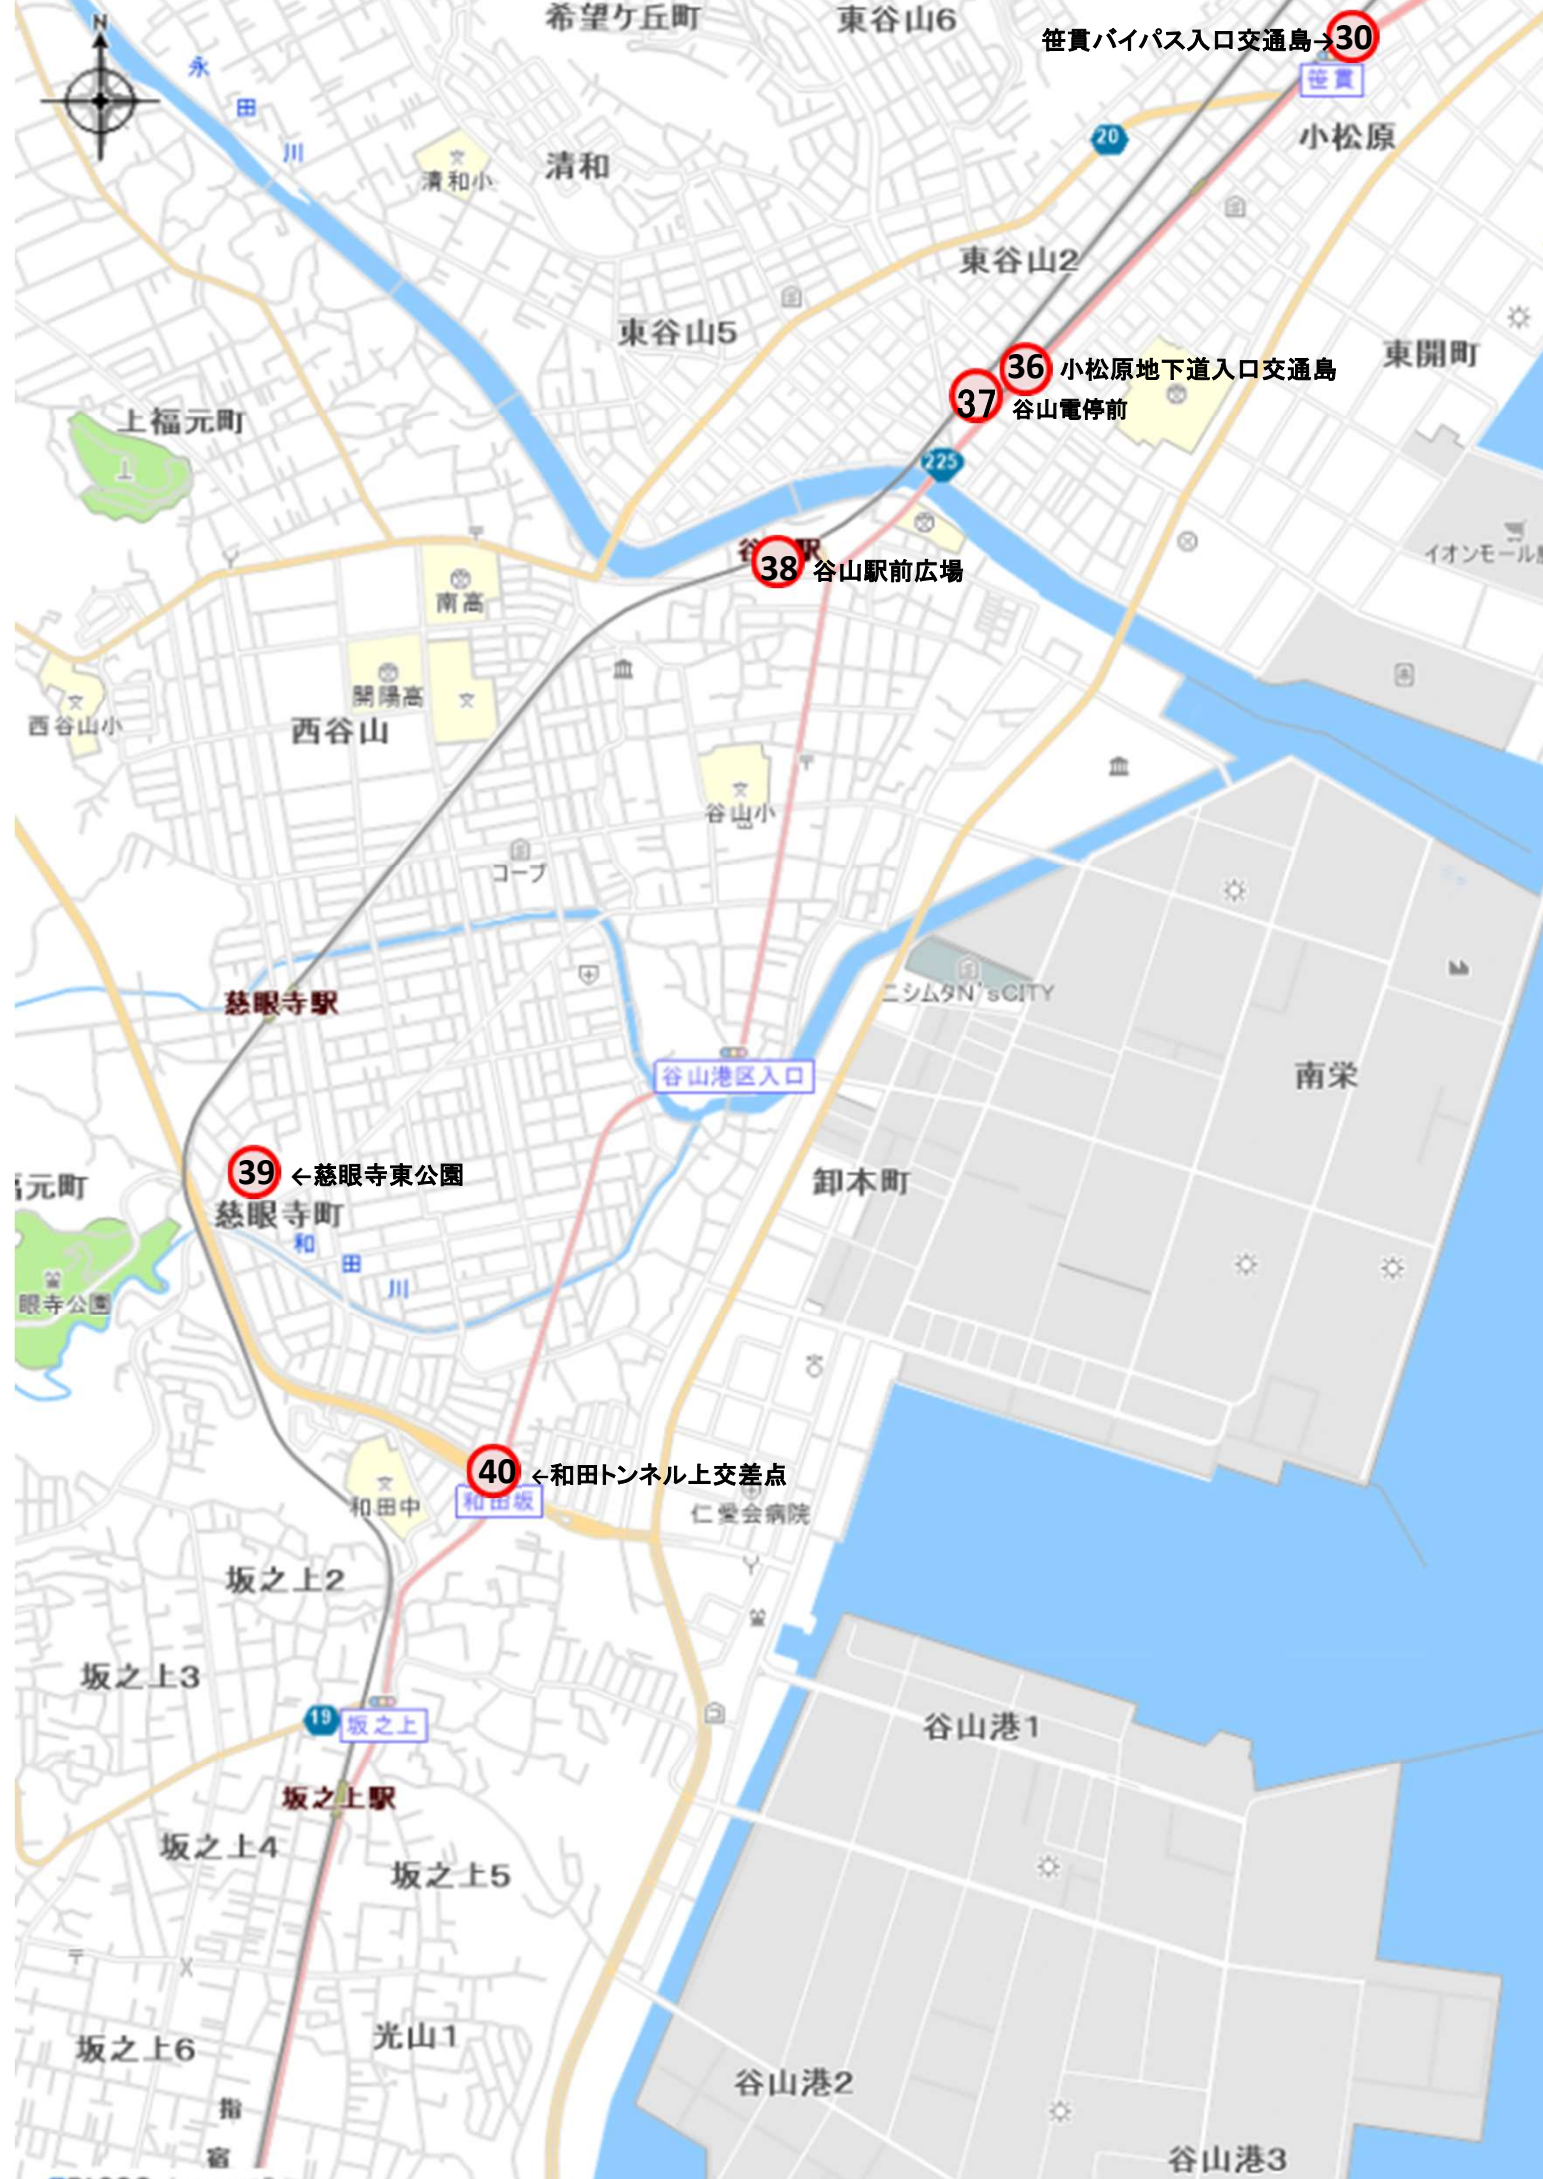 希望ケ丘町
東谷山6
笹貫バイパス入口交通島→
30
N
笹貫
永田川
20
小松原
清和
清和小
東谷山2
東谷山5
東開町
36
小松原地下道入口交通島
37
谷山電停前
上福元町
225
イオンモール
38
谷山駅前広場
南高
開陽高
西谷山小
西谷山
谷山小
コープ
ニシムタN'sCITY
慈眼寺駅
谷山港区入口
南栄
39
←慈眼寺東公園
元町
卸本町
慈眼寺町
和田川
眼寺公園
40
←和田トンネル上交差点
和田坂
和田中
仁愛会病院
坂之上2
坂之上3
19
坂之上
谷山港1
坂之上駅
坂之上4
坂之上5
坂之上6
光山1
谷山港2
指
宿
谷山港3